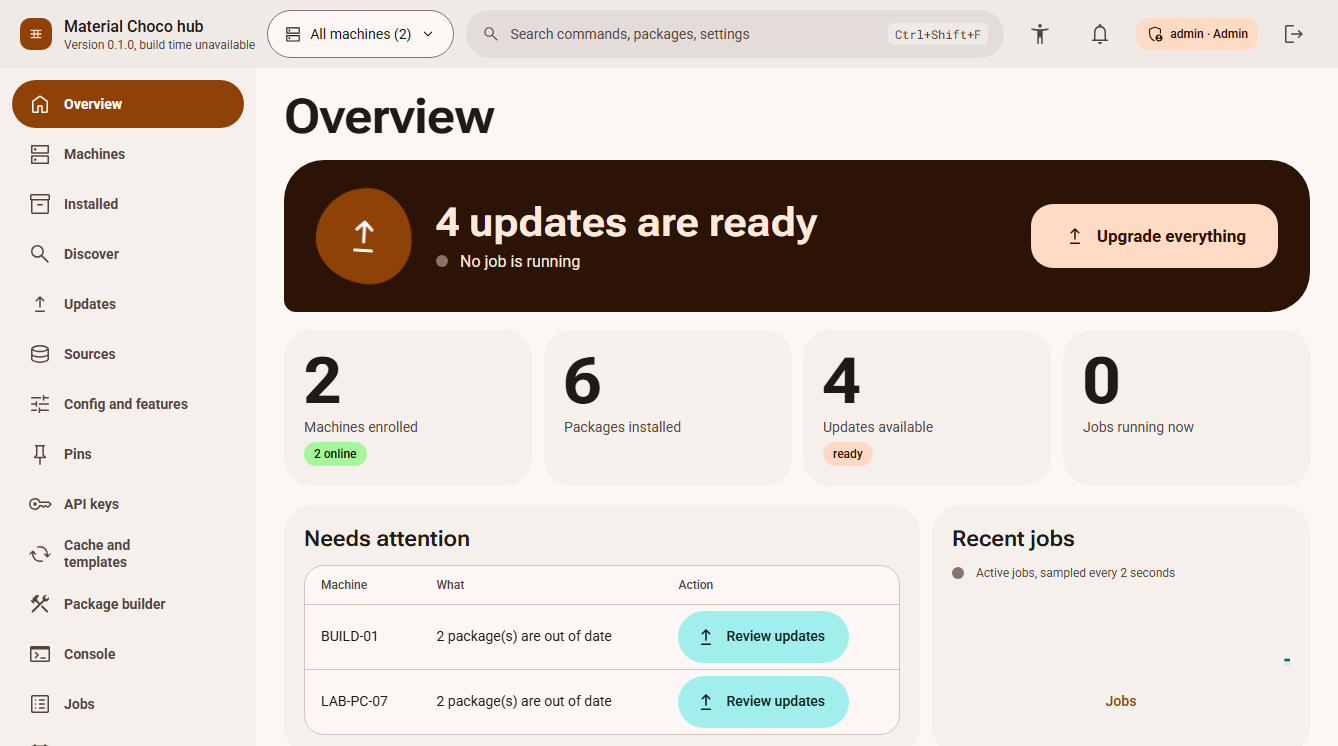 Material Choco hub
Version 0.1.0, build time unavailable
All machines (2)
Search commands, packages, settings
Ctrl+Shift+F
admin · Admin
Overview
Machines
Installed
Discover
Updates
Sources
Config and features
Pins
API keys
Cache and
templates
Package builder
Console
Jobs
Overview
4 updates are ready
No job is running
Upgrade everything
2
Machines enrolled
2 online
6
Packages installed
4
Updates available
ready
0
Jobs running now
Needs attention
Machine What Action
BUILD-01 2 package(s) are out of date Review updates
LAB-PC-07 2 package(s) are out of date Review updates
Recent jobs
Active jobs, sampled every 2 seconds
Jobs